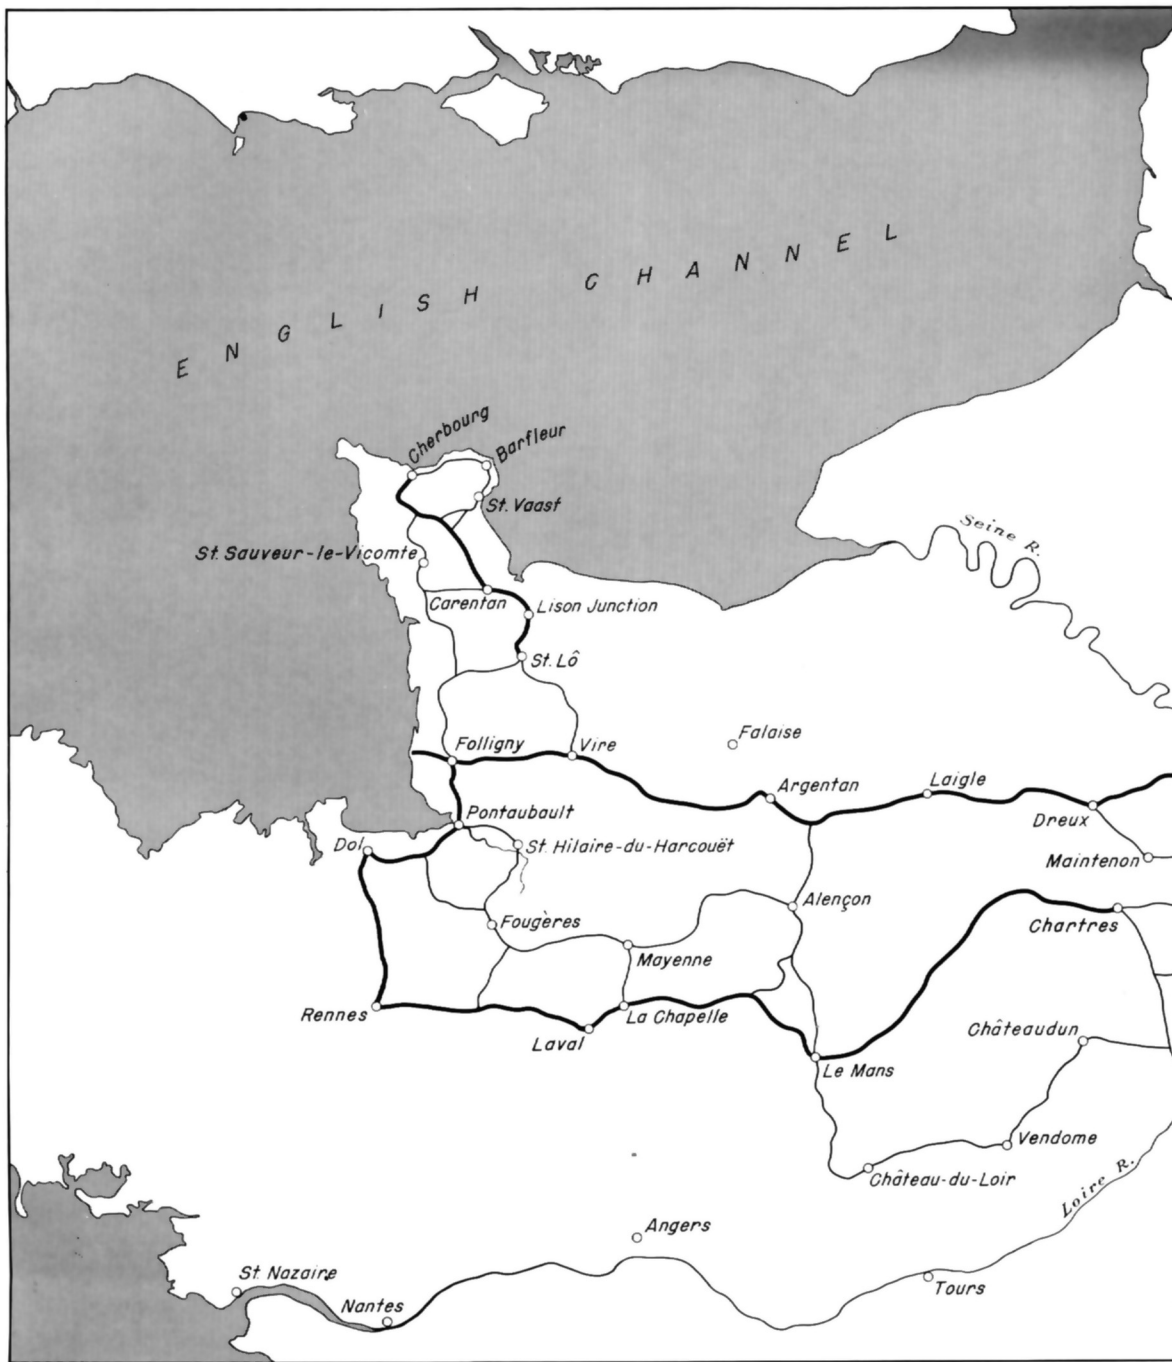 ENGLISH CHANNEL
Cherbourg
Barfleur
St. Vaast
Seine R.
St. Sauveur-le-Vicomte
Carentan
Lison Junction
St. Lô
Falaise
Folligny
Vire
Argentan
Laigle
Pontaubault
Dreux
Dol
St. Hilaire-du-Harcouët
Maintenon
Alençon
Fougères
Chartres
Mayenne
Rennes
La Chapelle
Châteaudun
Laval
Le Mans
Vendome
Château-du-Loir
Loire R.
Angers
St. Nazaire
Tours
Nantes